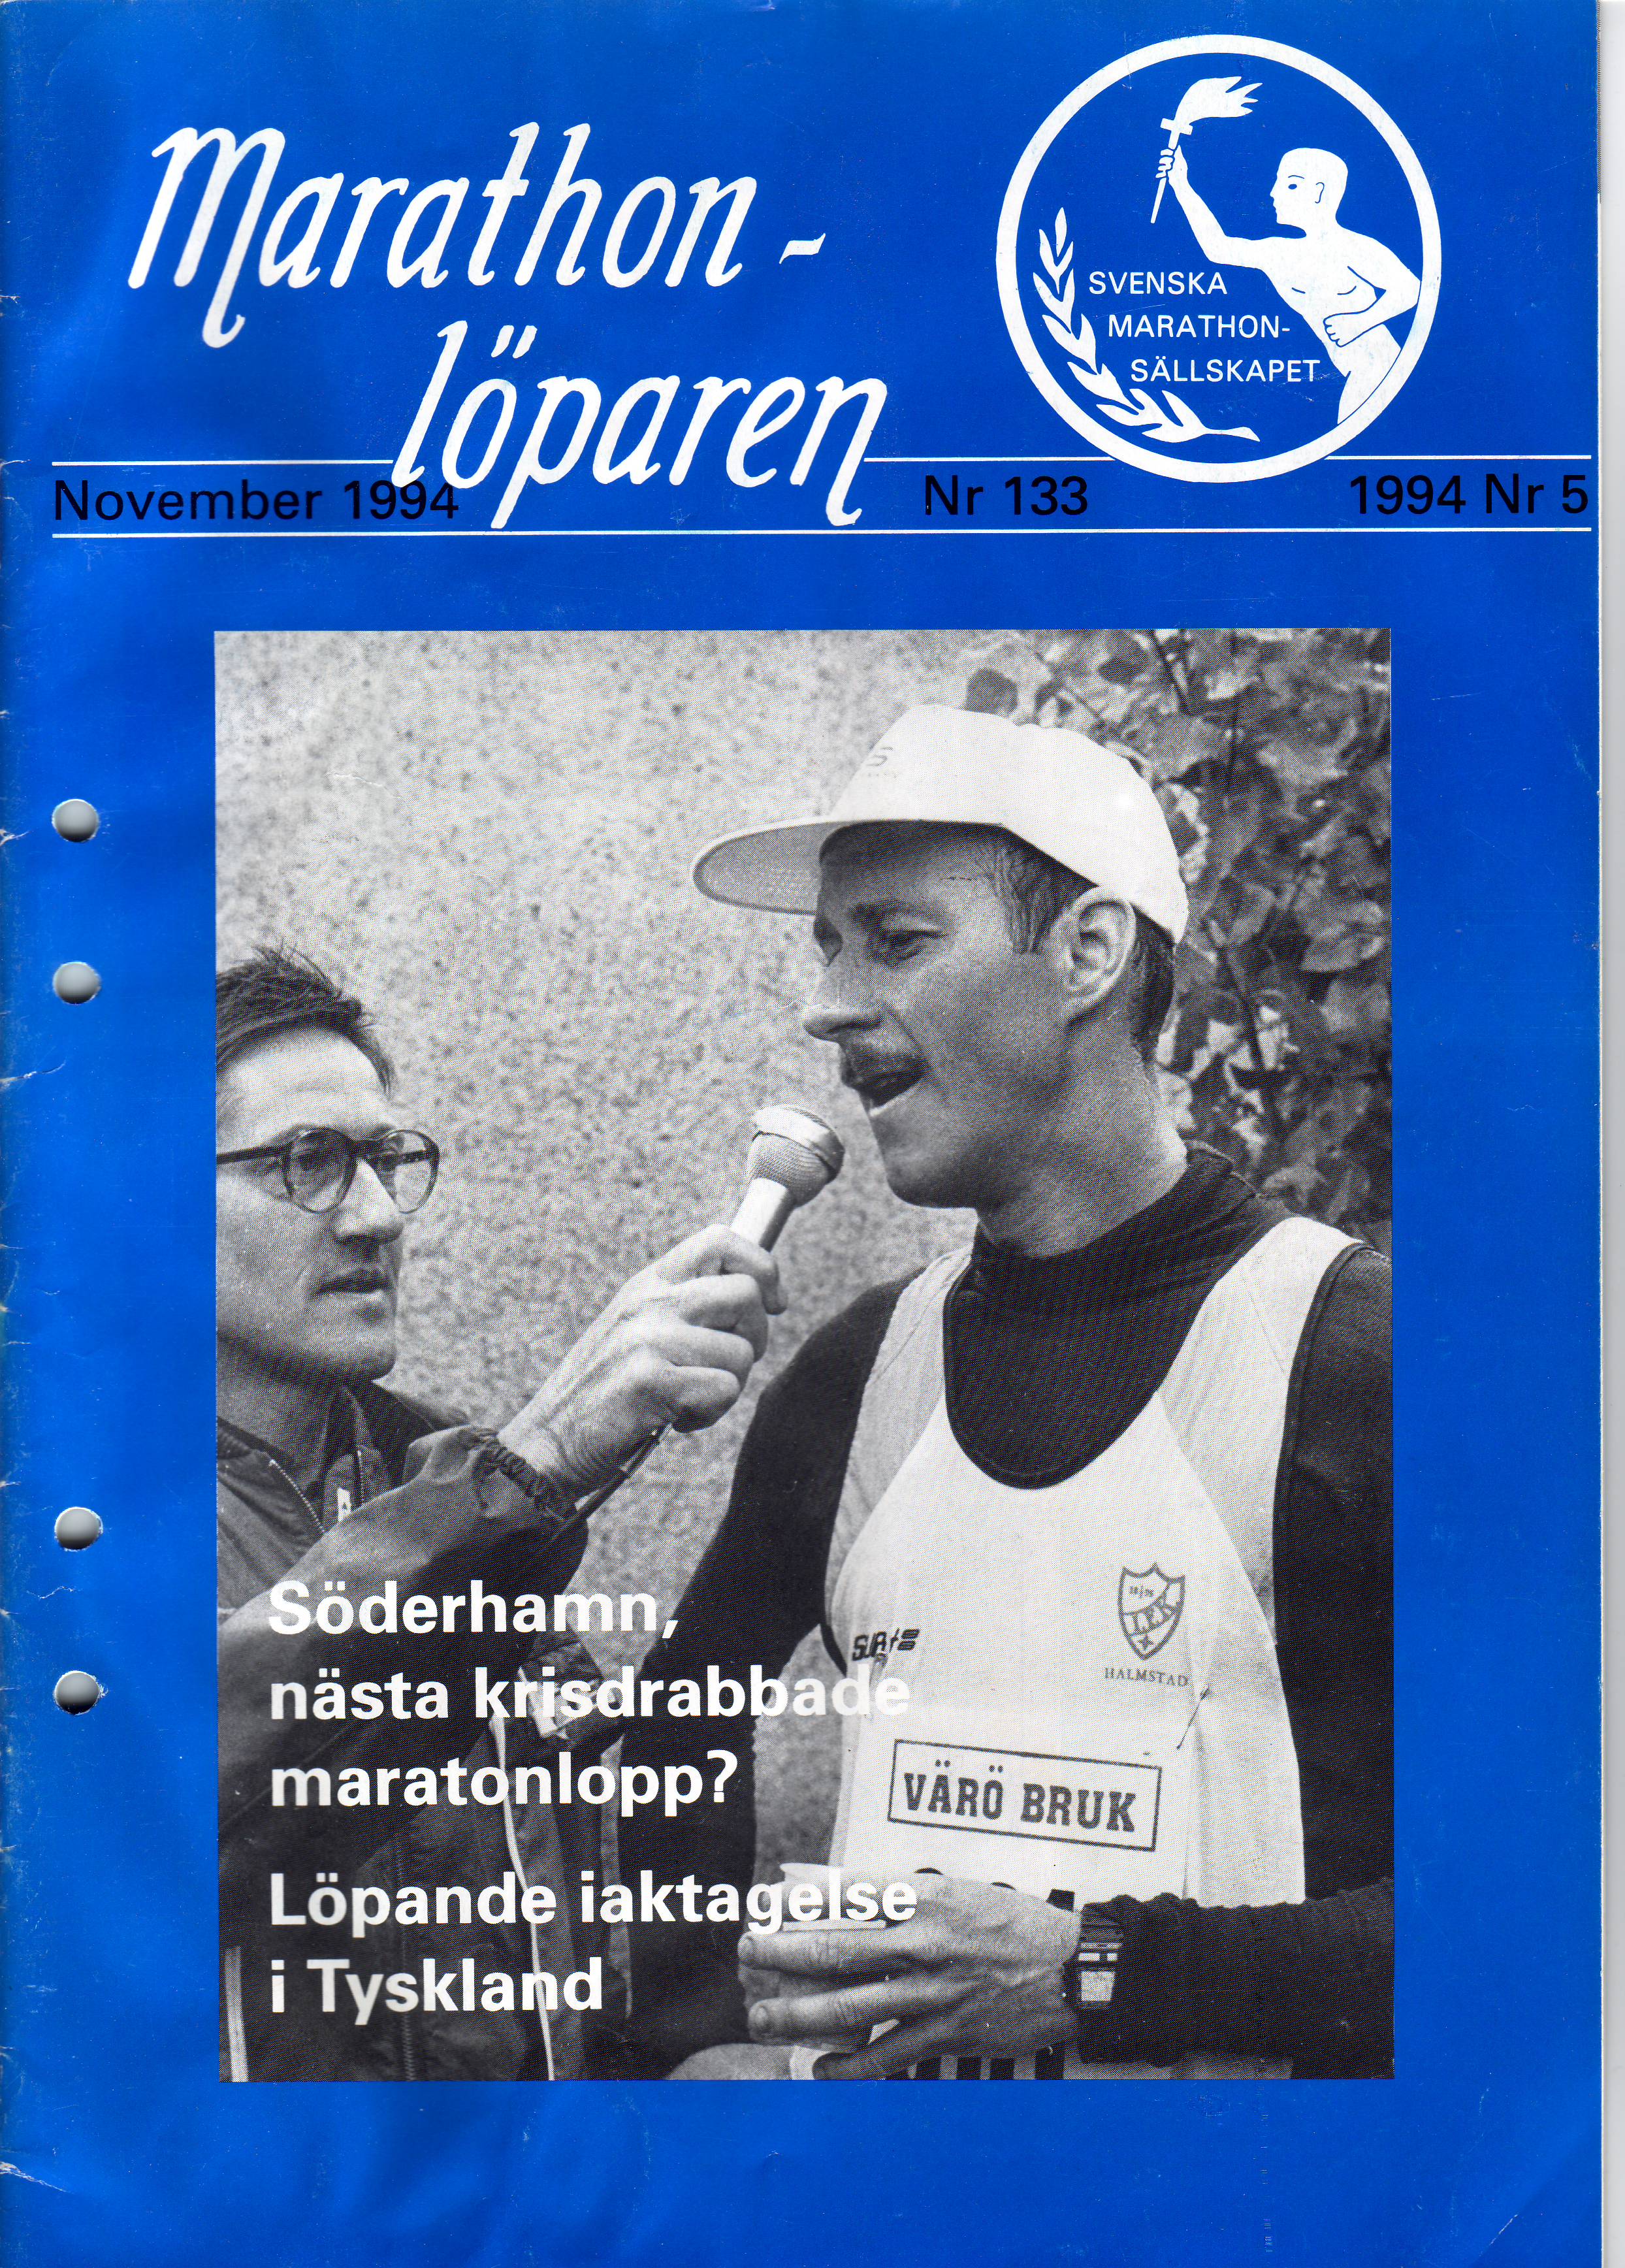 Marathon-
löparen
SVENSKA
MARATHON-
SÄLLSKAPET
November 1994
Nr 133
1994 Nr 5
I.F.K.
HALMSTAD
VÄRÖ BRUK
Söderhamn,
nästa krisdrabbade
maratonlopp?
Löpande iaktagelse
i Tyskland